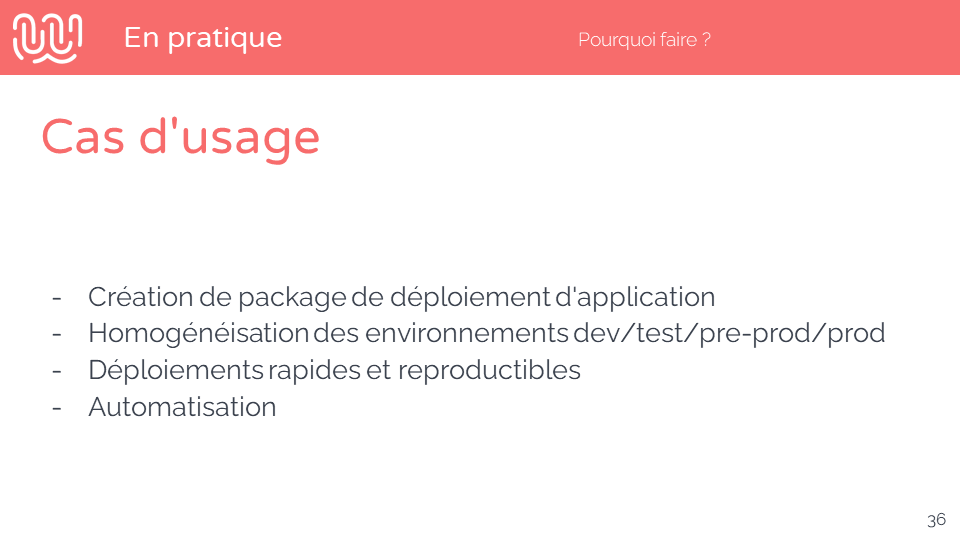 En pratique
Pourquoi faire ?
Cas d'usage
- Création de package de déploiement d'application
- Homogénéisation des environnements dev/test/pre-prod/prod
- Déploiements rapides et reproductibles
- Automatisation
36